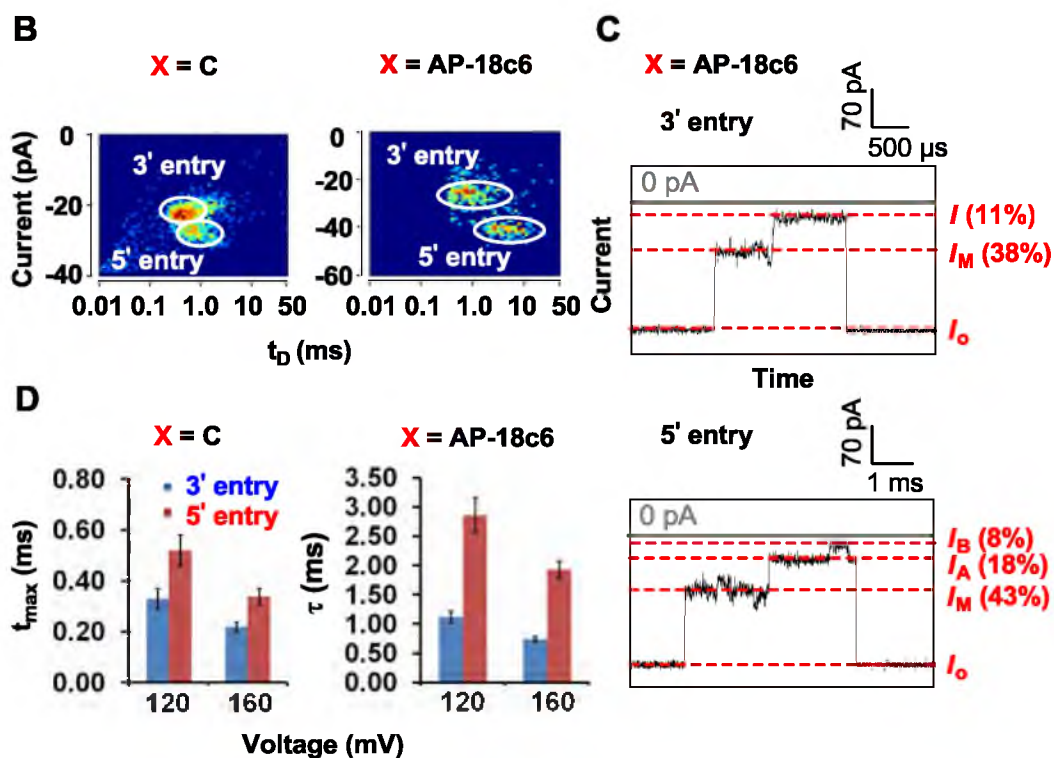 B
X = C
X = AP-18c6
Current (pA)
0
-20
-40
3' entry
5' entry
0.01 0.1 1.0 10 50
0
-20
-40
-60
3' entry
5' entry
0.01 0.1 1.0 10 50
t_D (ms)
C
X = AP-18c6
3' entry
70 pA
500 µs
0 pA
Current
I (11%)
I_M (38%)
I_o
Time
5' entry
70 pA
1 ms
0 pA
I_B (8%)
I_A (18%)
I_M (43%)
I_o
D
X = C
X = AP-18c6
t_max (ms)
0.80
0.60
0.40
0.20
0.00
3' entry
5' entry
120 160
τ (ms)
3.50
3.00
2.50
2.00
1.50
1.00
0.50
0.00
120 160
Voltage (mV)